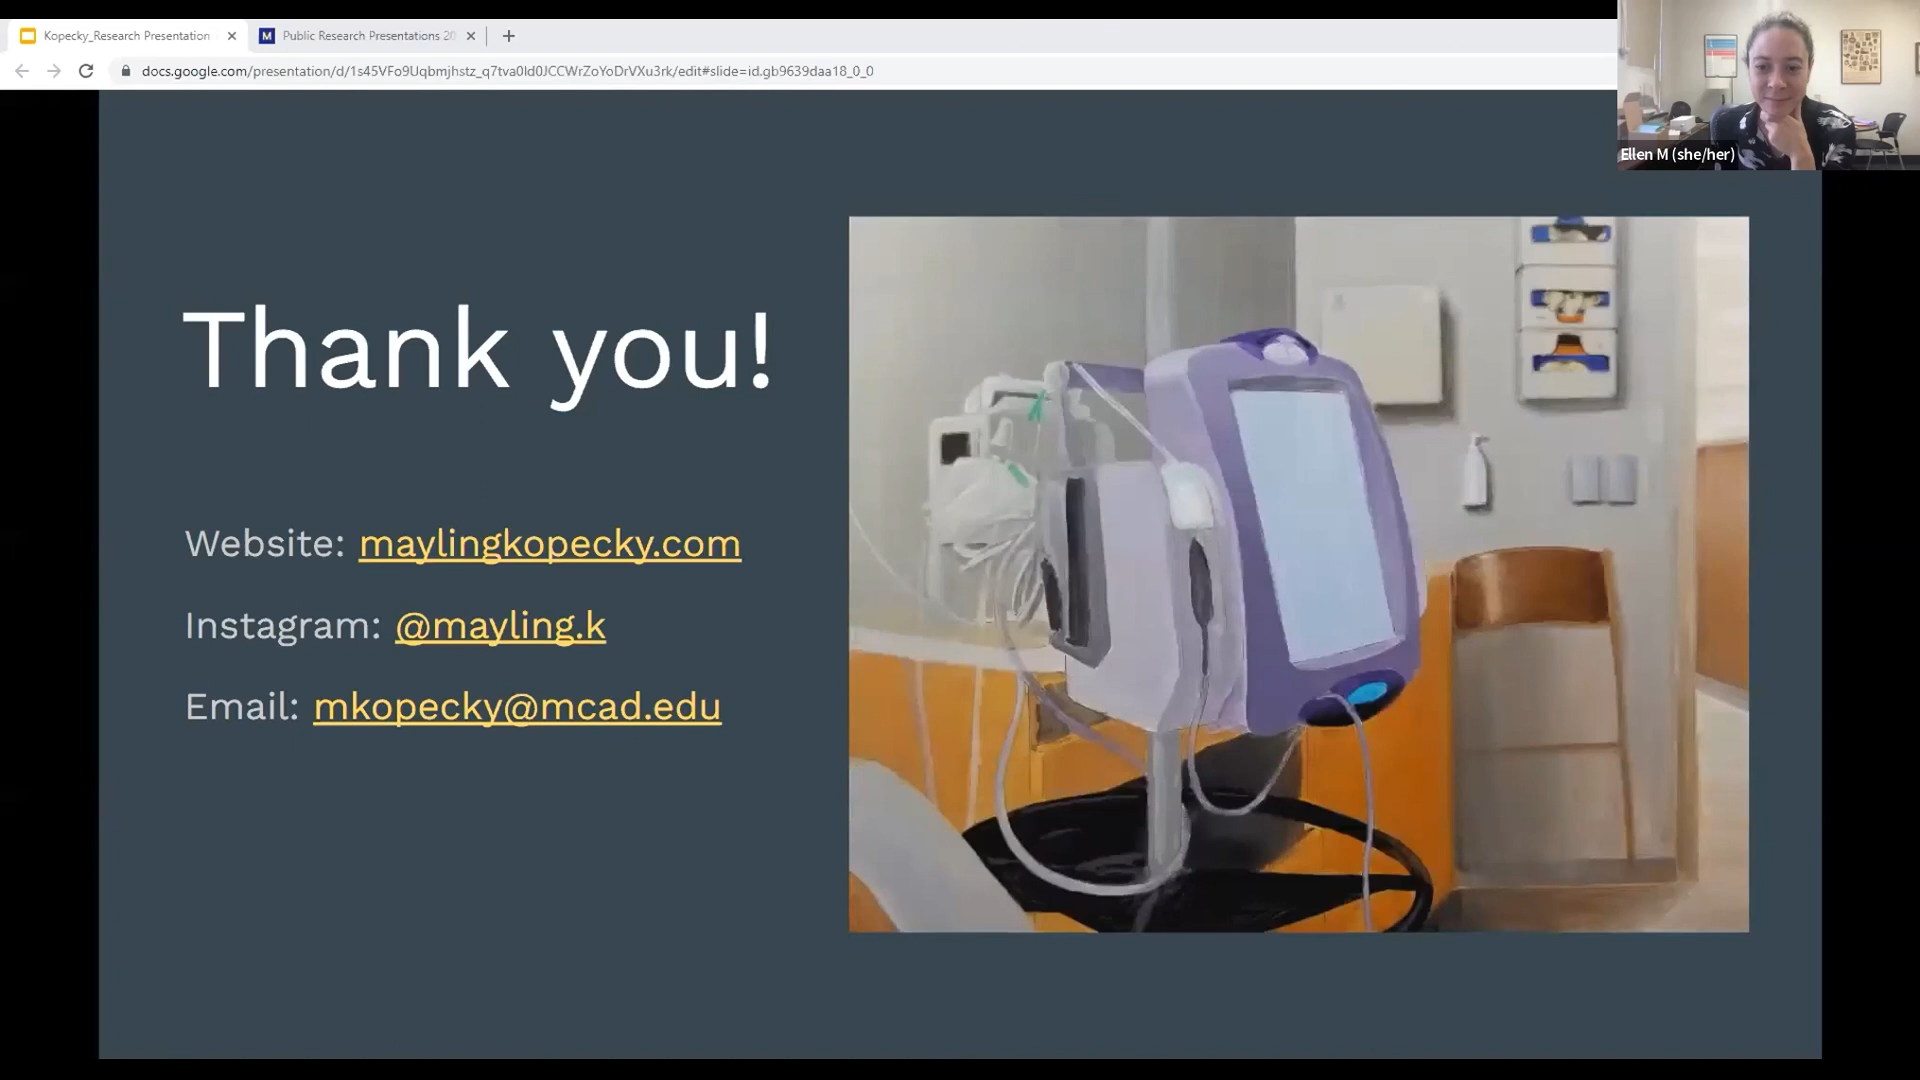 Kopecky_Research Presentation
Public Research Presentations 20
docs.google.com/presentation/d/1s45VFo9Uqbmjhstz_q7tva0ld0JCCWrZoYoDrVXu3rk/edit#slide=id.gb9639daa18_0_0
Ellen M (she/her)
Thank you!
Website: maylingkopecky.com
Instagram: @mayling.k
Email: mkopecky@mcad.edu